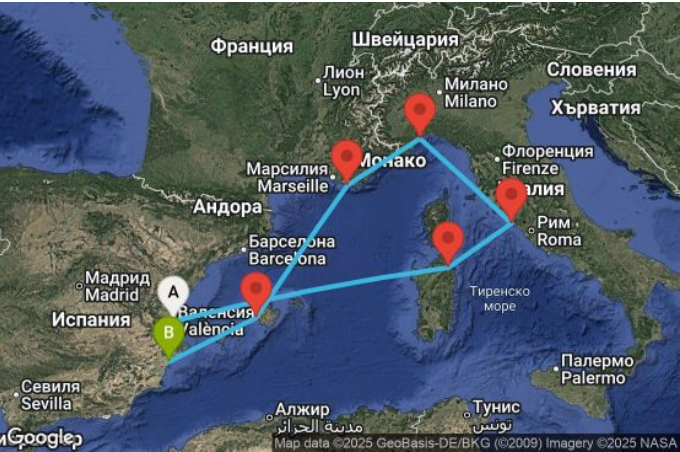 Франция
Швейцария
Словения
Лион
Lyon
Милано
Milano
Хърватия
Монако
Флоренция
Firenze
Марсилия
Marseille
Андора
Рим
Roma
Барселона
Barcelona
Мадрид
Madrid
A
Тиренско
море
Валенсия
València
Испания
B
Палермо
Palermo
Севиля
Sevilla
Алжир
مدينة الجزائر
Тунис
تونس
Google
Map data ©2025 GeoBasis-DE/BKG (©2009) Imagery ©2025 NASA